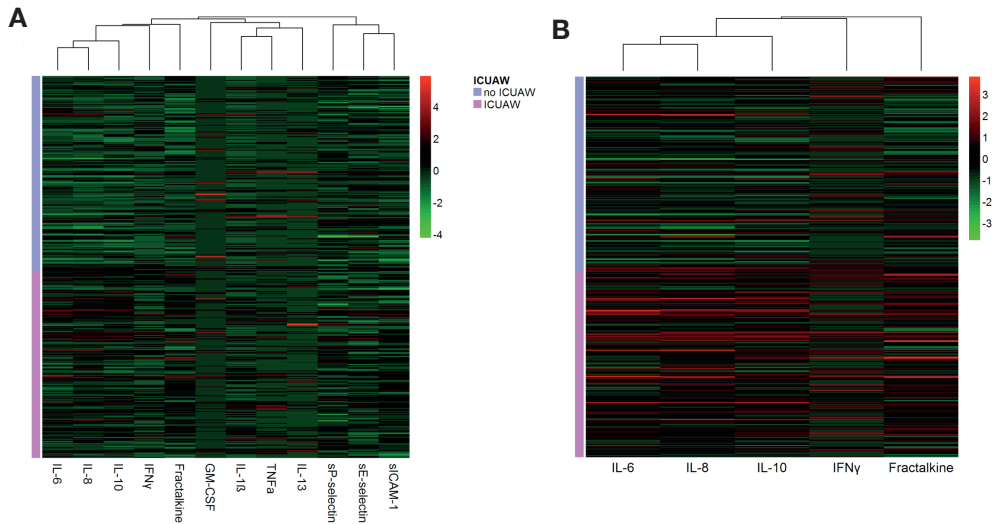 A
ICUAW
no ICUAW
ICUAW
4
2
0
-2
-4
IL-6
IL-8
IL-10
IFNγ
Fractalkine
GM-CSF
IL-1ß
TNFa
IL-13
sP-selectin
sE-selectin
sICAM-1
B
3
2
1
0
-1
-2
-3
IL-6
IL-8
IL-10
IFNγ
Fractalkine